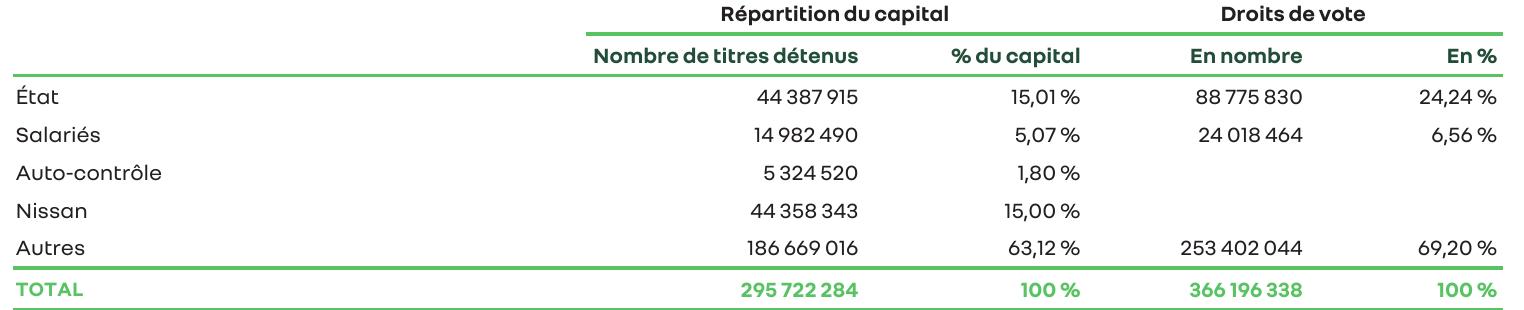 Répartition du capital Droits de vote
Nombre de titres détenus % du capital En nombre En %
État 44 387 915 15,01 % 88 775 830 24,24 %
Salariés 14 982 490 5,07 % 24 018 464 6,56 %
Auto-contrôle 5 324 520 1,80 %
Nissan 44 358 343 15,00 %
Autres 186 669 016 63,12 % 253 402 044 69,20 %
TOTAL 295 722 284 100 % 366 196 338 100 %